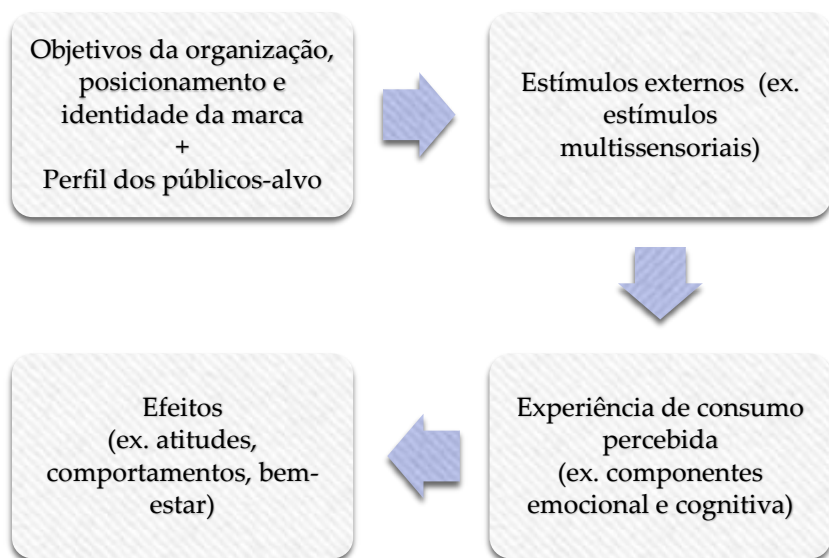 Objetivos da organização,
posicionamento e
identidade da marca
+
Perfil dos públicos-alvo
Estímulos externos (ex.
estímulos
multissensoriais)
Experiência de consumo
percebida
(ex. componentes
emocional e cognitiva)
Efeitos
(ex. atitudes,
comportamentos, bem-
estar)